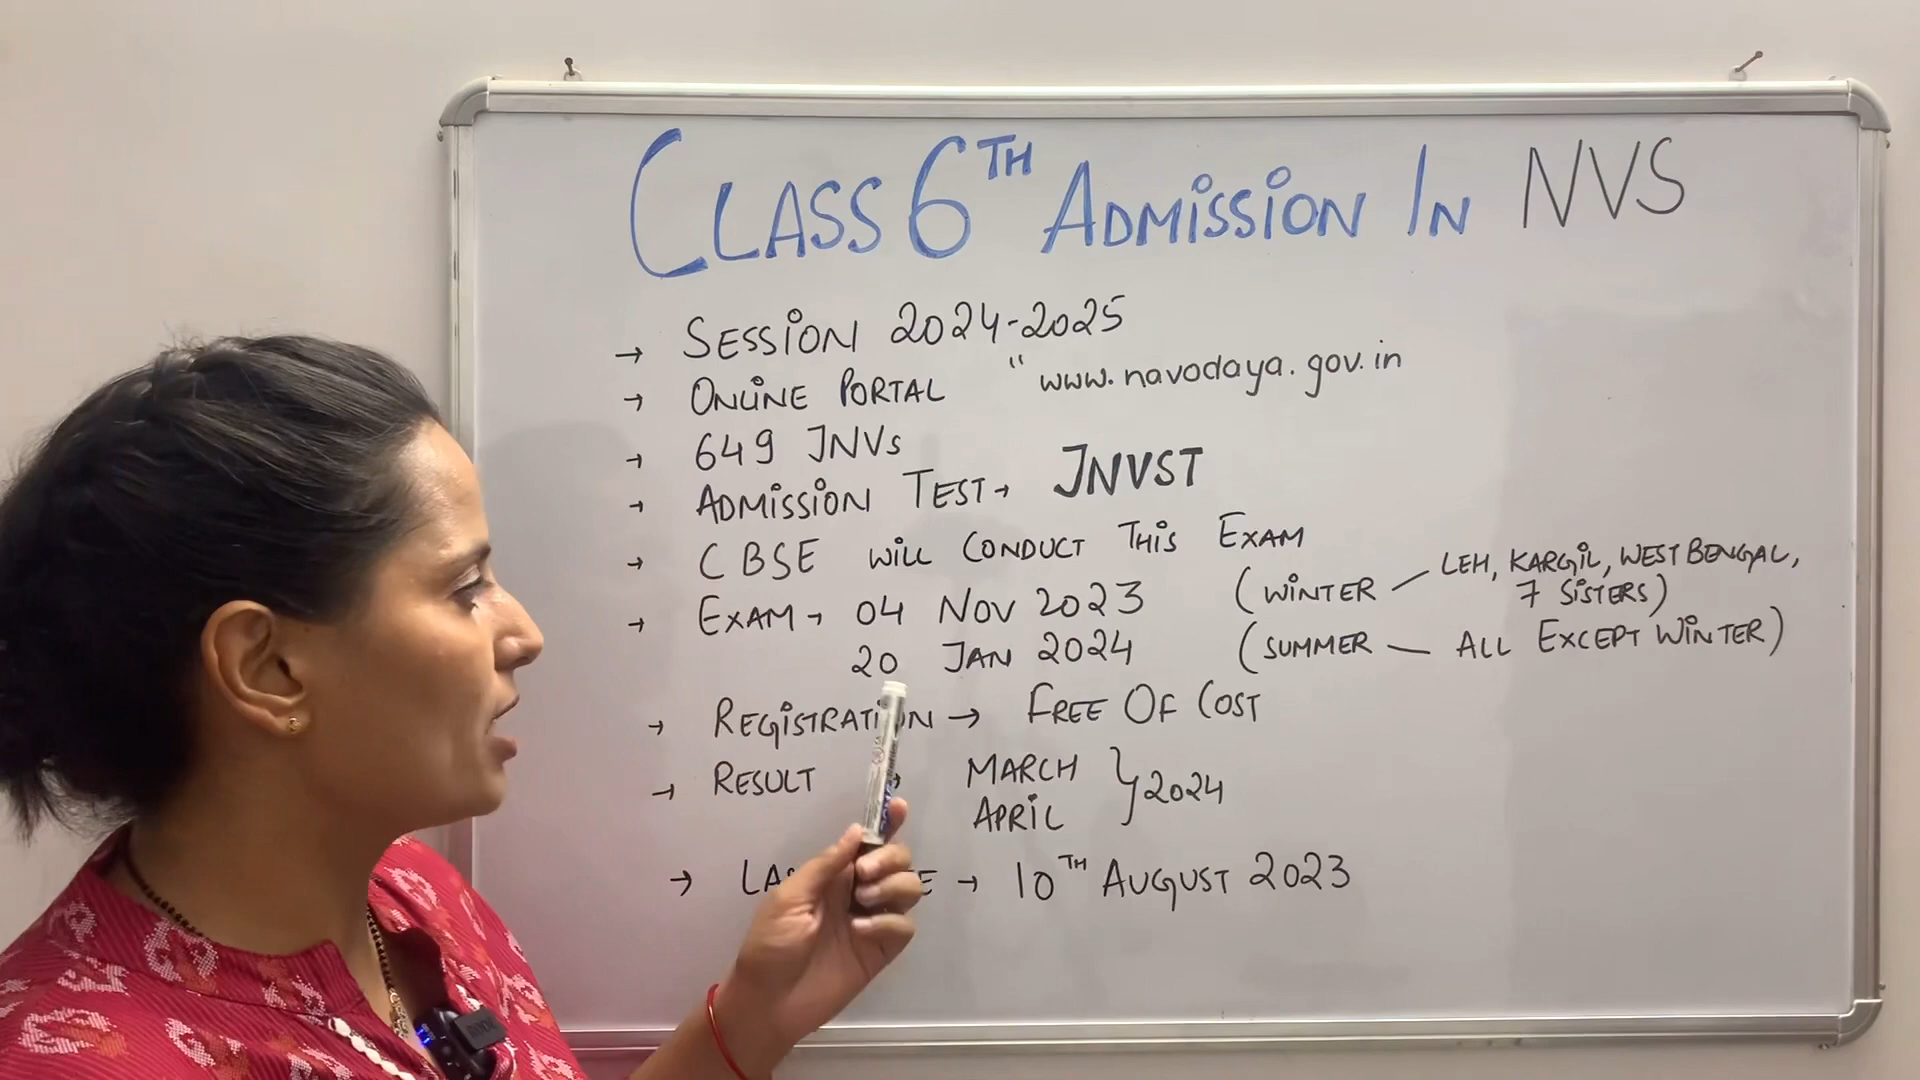 CLASS 6TH ADMISSION IN NVS
→ SESSION 2024-2025
→ ONLINE PORTAL " www.navodaya.gov.in
→ 649 JNVs
→ ADMISSION TEST → JNVST
→ CBSE WILL CONDUCT THIS EXAM
→ EXAM → 04 NOV 2023 (WINTER — LEH, KARGIL, WEST BENGAL, 7 SISTERS)
20 JAN 2024 (SUMMER — ALL EXCEPT WINTER)
→ REGISTRATION → FREE OF COST
→ RESULT → MARCH APRIL } 2024
→ → 10TH AUGUST 2023